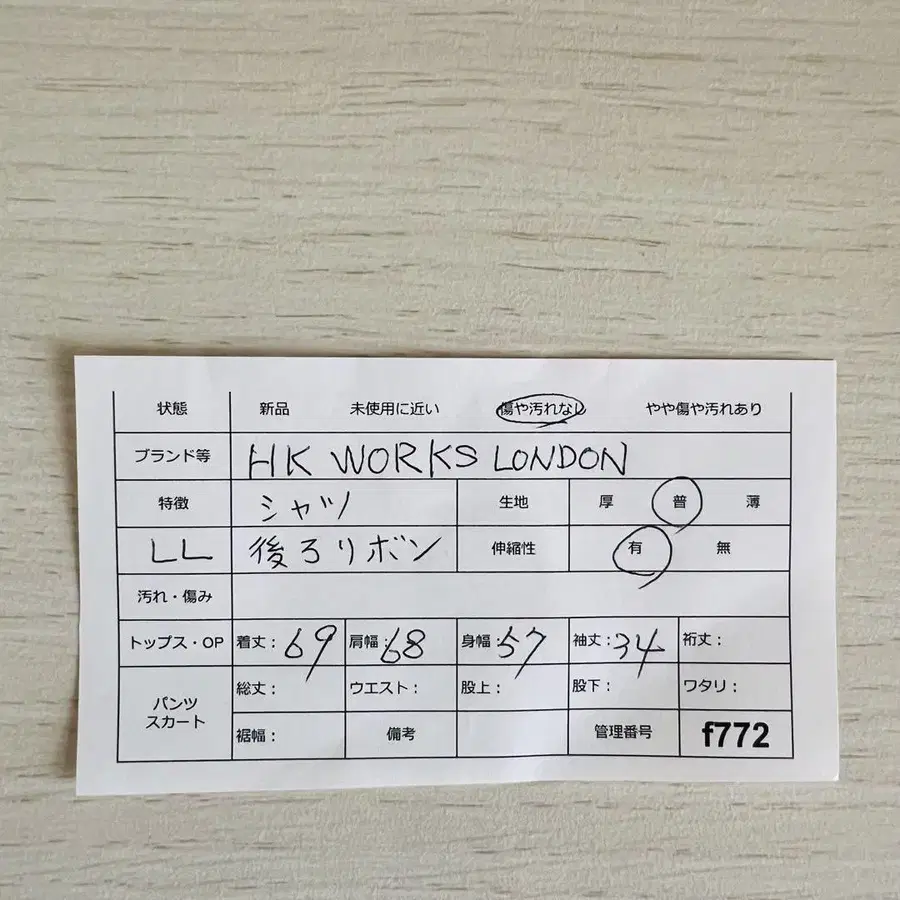 状態 新品 未使用に近い 傷や汚れなし やや傷や汚れあり
ブランド等 HK WORKS LONDON
特徴 シャツ 生地 厚 普 薄
LL 後ろリボン 伸縮性 有 無
汚れ・傷み
トップス・OP 着丈：69 肩幅：68 身幅：57 袖丈：34 裄丈：
パンツ スカート 総丈： ウエスト： 股上： 股下： ワタリ：
裾幅： 備考 管理番号 f772